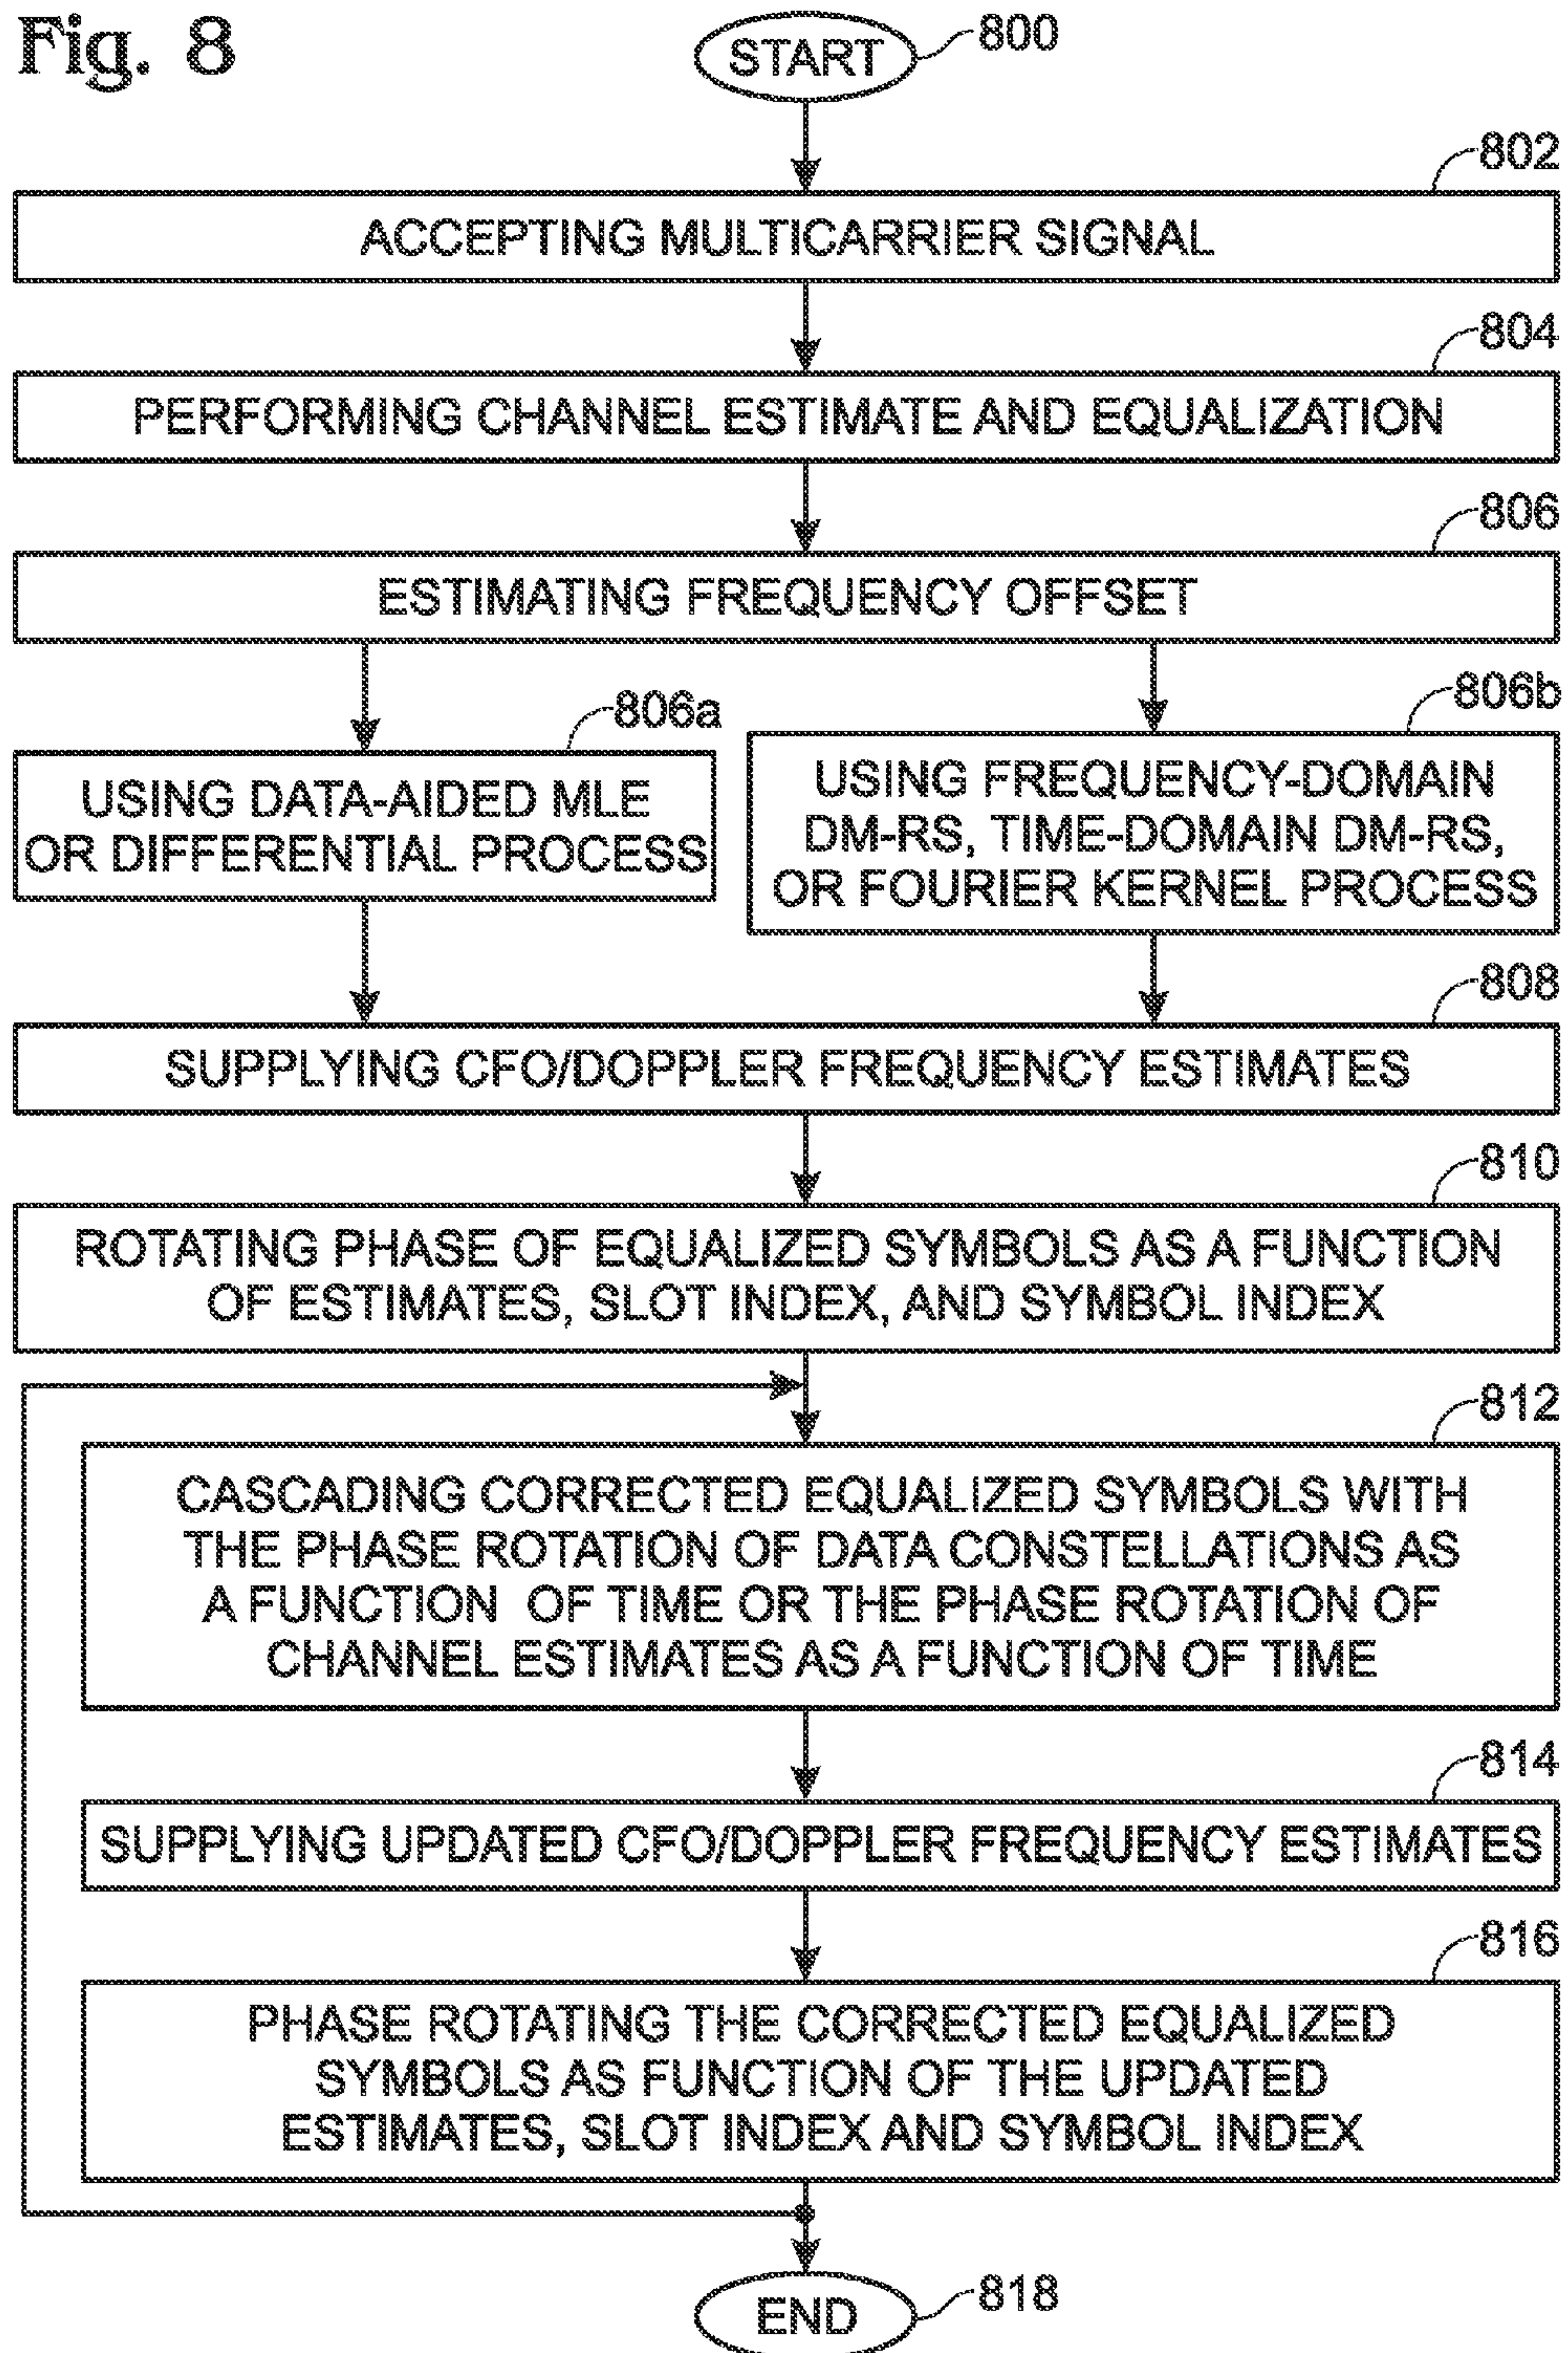 Fig. 8
START
800
802
ACCEPTING MULTICARRIER SIGNAL
804
PERFORMING CHANNEL ESTIMATE AND EQUALIZATION
806
ESTIMATING FREQUENCY OFFSET
806a
USING DATA-AIDED MLE
OR DIFFERENTIAL PROCESS
806b
USING FREQUENCY-DOMAIN
DM-RS, TIME-DOMAIN DM-RS,
OR FOURIER KERNEL PROCESS
808
SUPPLYING CFO/DOPPLER FREQUENCY ESTIMATES
810
ROTATING PHASE OF EQUALIZED SYMBOLS AS A FUNCTION
OF ESTIMATES, SLOT INDEX, AND SYMBOL INDEX
812
CASCADING CORRECTED EQUALIZED SYMBOLS WITH
THE PHASE ROTATION OF DATA CONSTELLATIONS AS
A FUNCTION OF TIME OR THE PHASE ROTATION OF
CHANNEL ESTIMATES AS A FUNCTION OF TIME
814
SUPPLYING UPDATED CFO/DOPPLER FREQUENCY ESTIMATES
816
PHASE ROTATING THE CORRECTED EQUALIZED
SYMBOLS AS FUNCTION OF THE UPDATED
ESTIMATES, SLOT INDEX AND SYMBOL INDEX
END
818